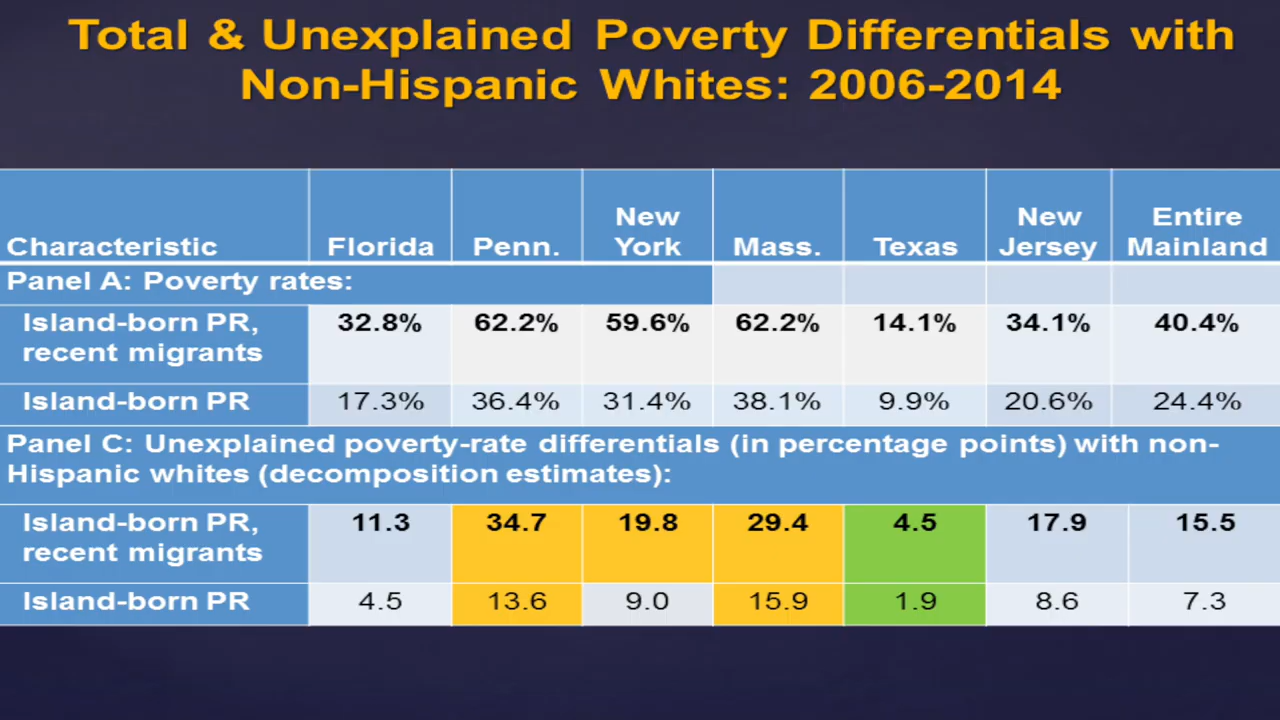 Total & Unexplained Poverty Differentials with
Non-Hispanic Whites: 2006-2014
Characteristic Florida Penn. New York Mass. Texas New Jersey Entire Mainland
Panel A: Poverty rates:
Island-born PR, recent migrants 32.8% 62.2% 59.6% 62.2% 14.1% 34.1% 40.4%
Island-born PR 17.3% 36.4% 31.4% 38.1% 9.9% 20.6% 24.4%
Panel C: Unexplained poverty-rate differentials (in percentage points) with non-
Hispanic whites (decomposition estimates):
Island-born PR, recent migrants 11.3 34.7 19.8 29.4 4.5 17.9 15.5
Island-born PR 4.5 13.6 9.0 15.9 1.9 8.6 7.3